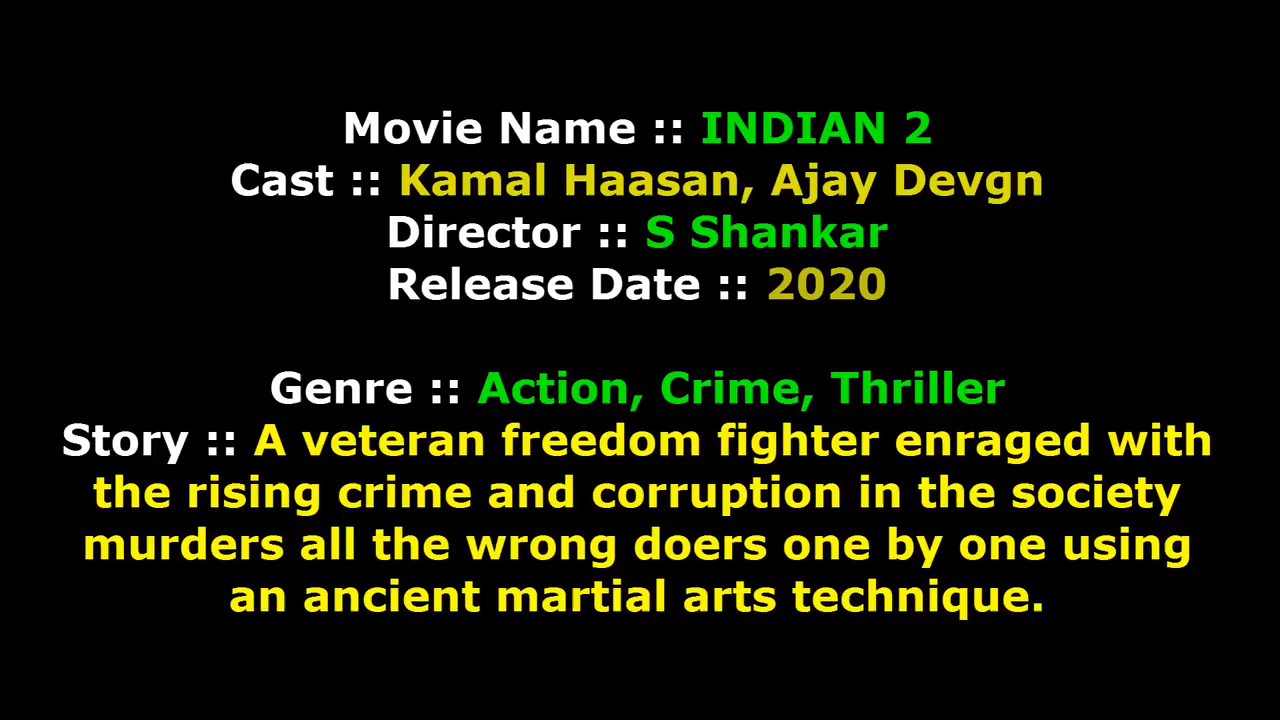 Movie Name :: INDIAN 2
Cast :: Kamal Haasan, Ajay Devgn
Director :: S Shankar
Release Date :: 2020
Genre :: Action, Crime, Thriller
Story :: A veteran freedom fighter enraged with
the rising crime and corruption in the society
murders all the wrong doers one by one using
an ancient martial arts technique.